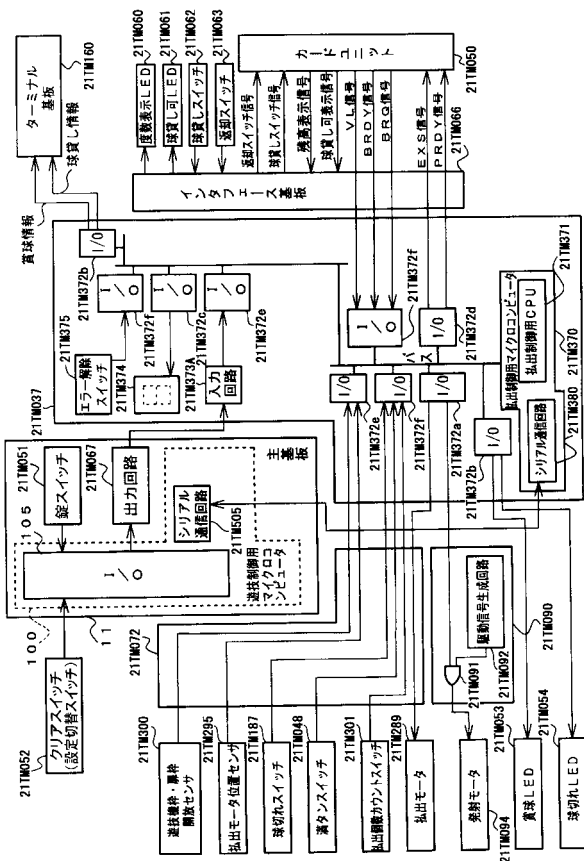 ターミナル
基板
21TM160
賞球情報
球貸し情報
度数表示LED
21TM060
球貸し可LED
21TM061
球貸しスイッチ
21TM062
返却スイッチ
21TM063
カードユニット
21TM050
返却スイッチ信号
球貸しスイッチ信号
残高表示信号
球貸し可表示信号
VL信号
BRDY信号
BRQ信号
EXS信号
PRDY信号
インタフェース基板
21TM066
I/O
21TM372b
21TM037
21TM375
エラー解除
スイッチ
I/O
21TM372f
21TM374
I/O
21TM372c
21TM373A
入力
回路
I/O
21TM372e
I/O
21TM372f
I/O
21TM372d
バス
I/O
21TM372e
I/O
21TM372f
I/O
21TM372a
I/O
21TM372b
払出制御用マイクロコンピュータ
払出制御用CPU
21TM371
21TM370
シリアル通信回路
21TM380
主基板
21TM051
錠スイッチ
21TM067
出力回路
105
I/O
シリアル
通信回路
21TM505
遊技制御用
マイクロコ
ンピュータ
100
11
21TM072
クリアスイッチ
(設定切替スイッチ)
21TM052
駆動信号生成回路
21TM092
21TM091
21TM090
21TM300
遊技機枠・扉枠
開放センサ
21TM295
払出モータ位置センサ
21TM187
球切れスイッチ
21TM048
満タンスイッチ
21TM301
払出個数カウントスイッチ
21TM289
払出モータ
発射モータ
21TM094
21TM053
賞球LED
21TM054
球切れLED